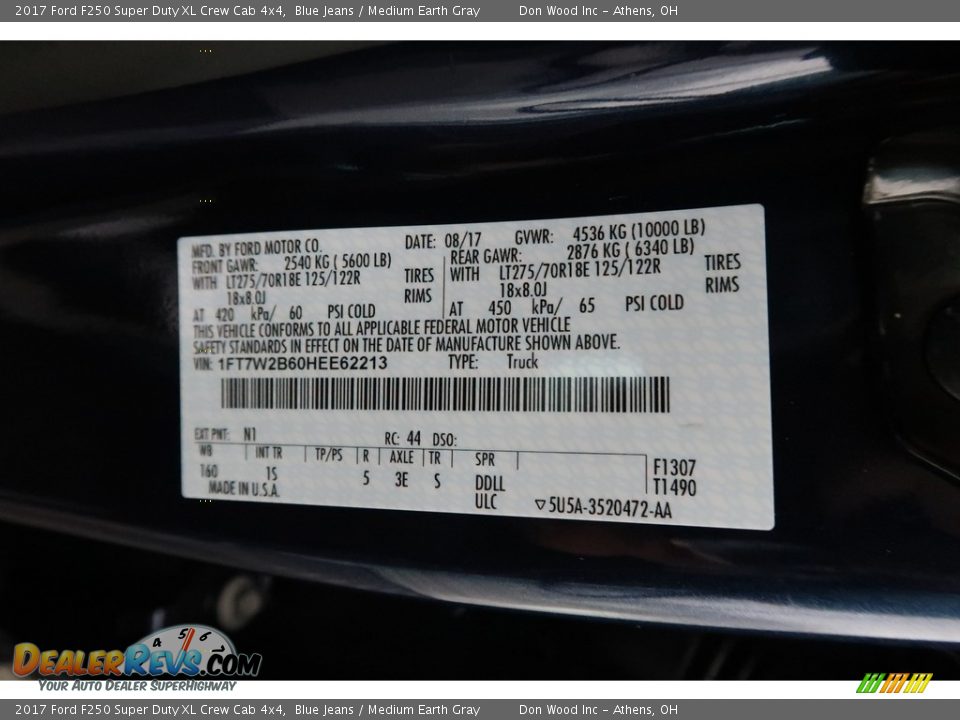 2017 Ford F250 Super Duty XL Crew Cab 4x4, Blue Jeans / Medium Earth Gray Don Wood Inc - Athens, OH
MFD. BY FORD MOTOR CO. DATE: 08/17 GVWR: 4536 KG (10000 LB)
FRONT GAWR: 2540 KG ( 5600 LB) REAR GAWR: 2876 KG ( 6340 LB)
WITH LT275/70R18E 125/122R TIRES WITH LT275/70R18E 125/122R TIRES
18x8.0J RIMS 18x8.0J RIMS
AT 420 kPa/ 60 PSI COLD AT 450 kPa/ 65 PSI COLD
THIS VEHICLE CONFORMS TO ALL APPLICABLE FEDERAL MOTOR VEHICLE
SAFETY STANDARDS IN EFFECT ON THE DATE OF MANUFACTURE SHOWN ABOVE.
VIN: 1FT7W2B60HEE62213 TYPE: Truck
EXT PNT: N1 RC: 44 DSO:
WB INT TR TP/PS R AXLE TR SPR F1307
160 1S 5 3E S DDLL T1490
MADE IN U.S.A. ULC ▽5U5A-3520472-AA
4 5 6
DEALERREVS.COM
YOUR AUTO DEALER SUPERHIGHWAY
2017 Ford F250 Super Duty XL Crew Cab 4x4, Blue Jeans / Medium Earth Gray Don Wood Inc - Athens, OH